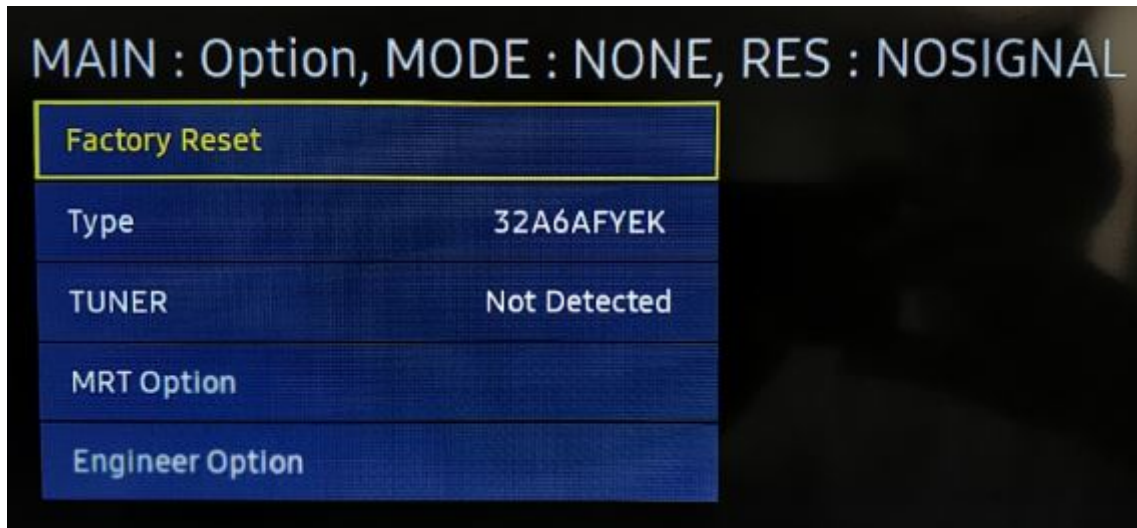 MAIN : Option, MODE : NONE, RES : NOSIGNAL
Factory Reset
Type 32A6AFYEK
TUNER Not Detected
MRT Option
Engineer Option